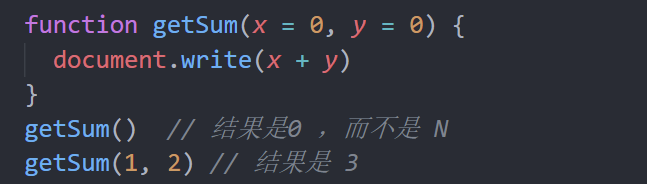 function getSum(x = 0, y = 0) {
  document.write(x + y)
}
getSum()  // 结果是0 ，而不是 N
getSum(1, 2) // 结果是 3